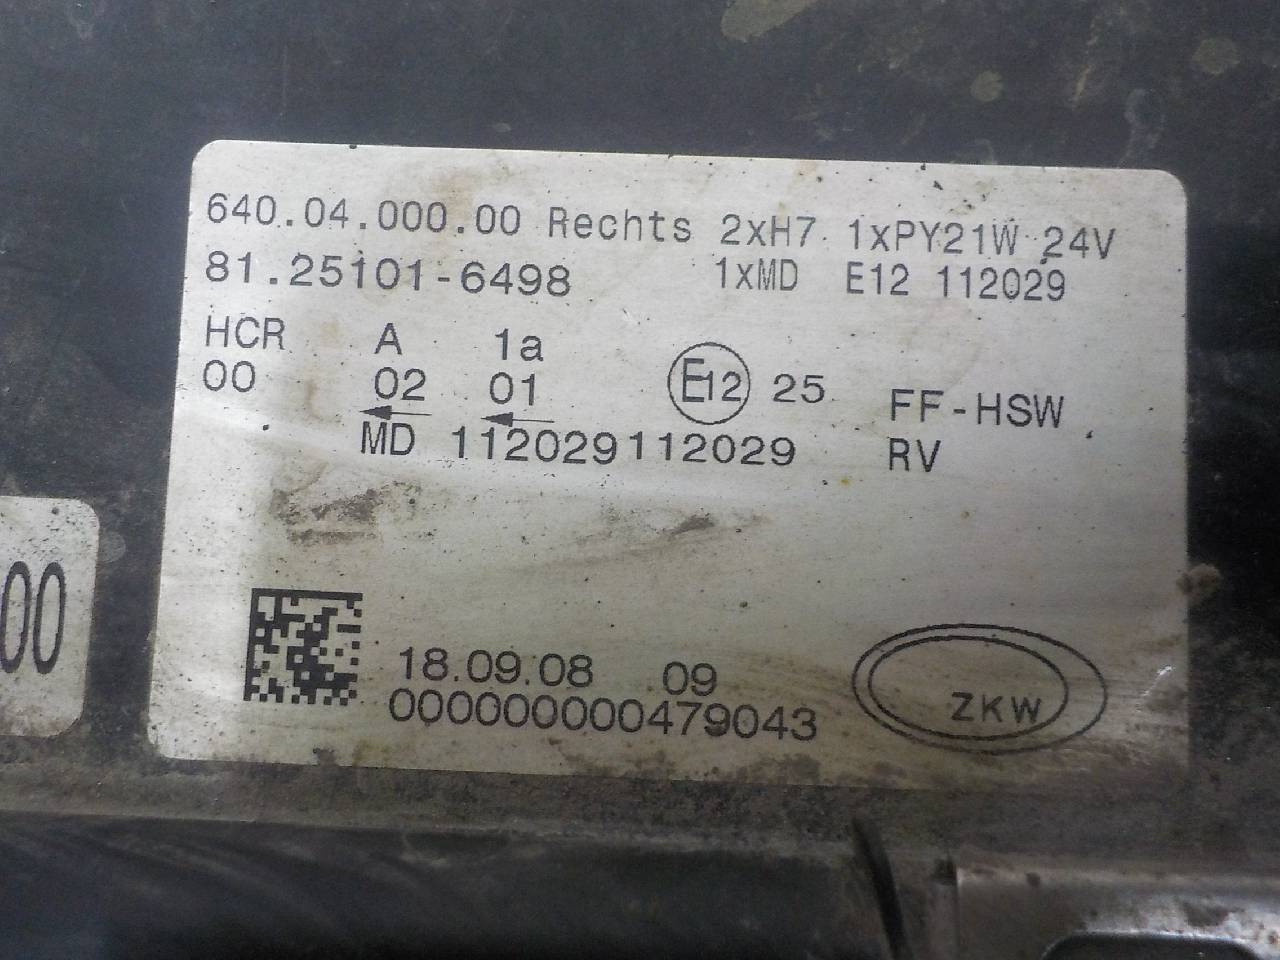 640.04.000.00 Rechts 2xH7 1xPY21W 24V
81.25101-6498 1xMD E12 112029
HCR A 1a
00 02 01 E12 25 FF-HSW
MD 112029112029 RV
00
18.09.08 09
000000000479043
ZKW